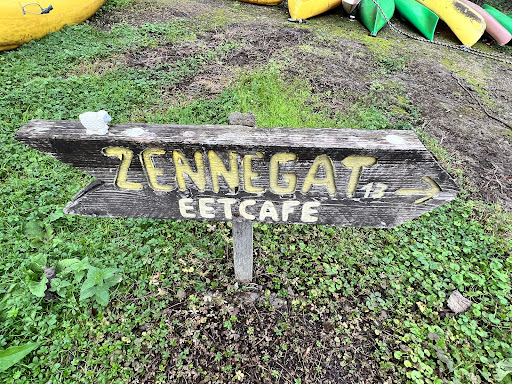 ZENNEGAT 13 →
EETCAFE